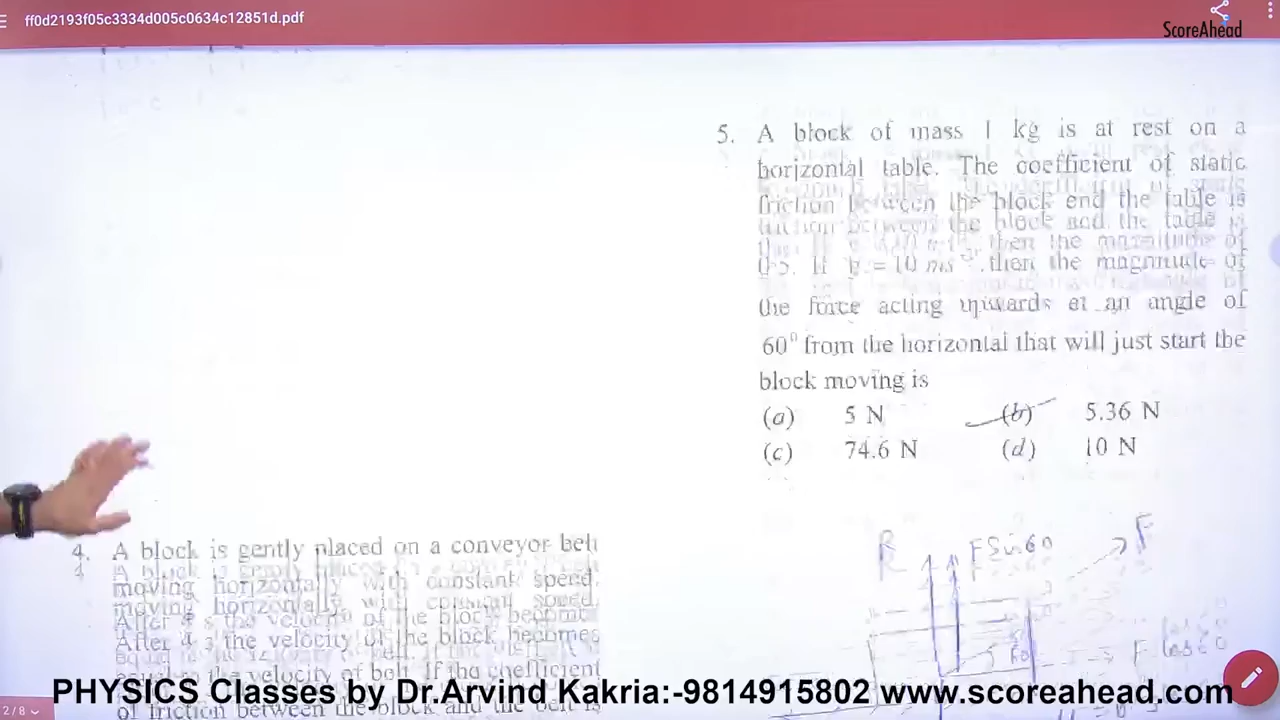 ff0d2193f05c3334d005c0634c12851d.pdf
ScoreAhead
5. A block of mass 1 kg is at rest on a
horizontal table. The coefficient of static
friction between the block and the table is
0.5. If g = 10 ms⁻², then the magnitude of
the force acting upwards at an angle of
60⁰ from the horizontal that will just start the
block moving is
(a) 5 N (b) 5.36 N
(c) 74.6 N (d) 10 N
R F Sin 60 F
F Cos 60
4. A block is gently placed on a conveyor belt
moving horizontally with constant speed.
After 4 s the velocity of the block becomes
velocity of belt. If the coefficient
of friction between the block and the belt is
PHYSICS Classes by Dr.Arvind Kakria:-9814915802 www.scoreahead.com
2/8